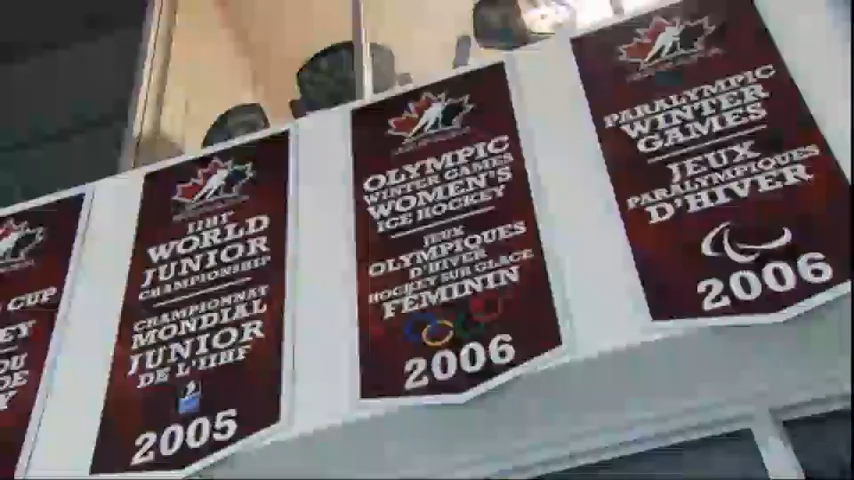 CUP
EY
OU
DE
Y
IIHF
WORLD
JUNIOR
CHAMPIONSHIP
CHAMPIONNAT
MONDIAL
JUNIOR
DE L'IIHF
2005
OLYMPIC
WINTER GAMES
WOMEN'S
ICE HOCKEY
JEUX
OLYMPIQUES
D'HIVER
HOCKEY SUR GLACE
FÉMININ
2006
PARALYMPIC
WINTER
GAMES
JEUX
PARALYMPIQUES
D'HIVER
2006